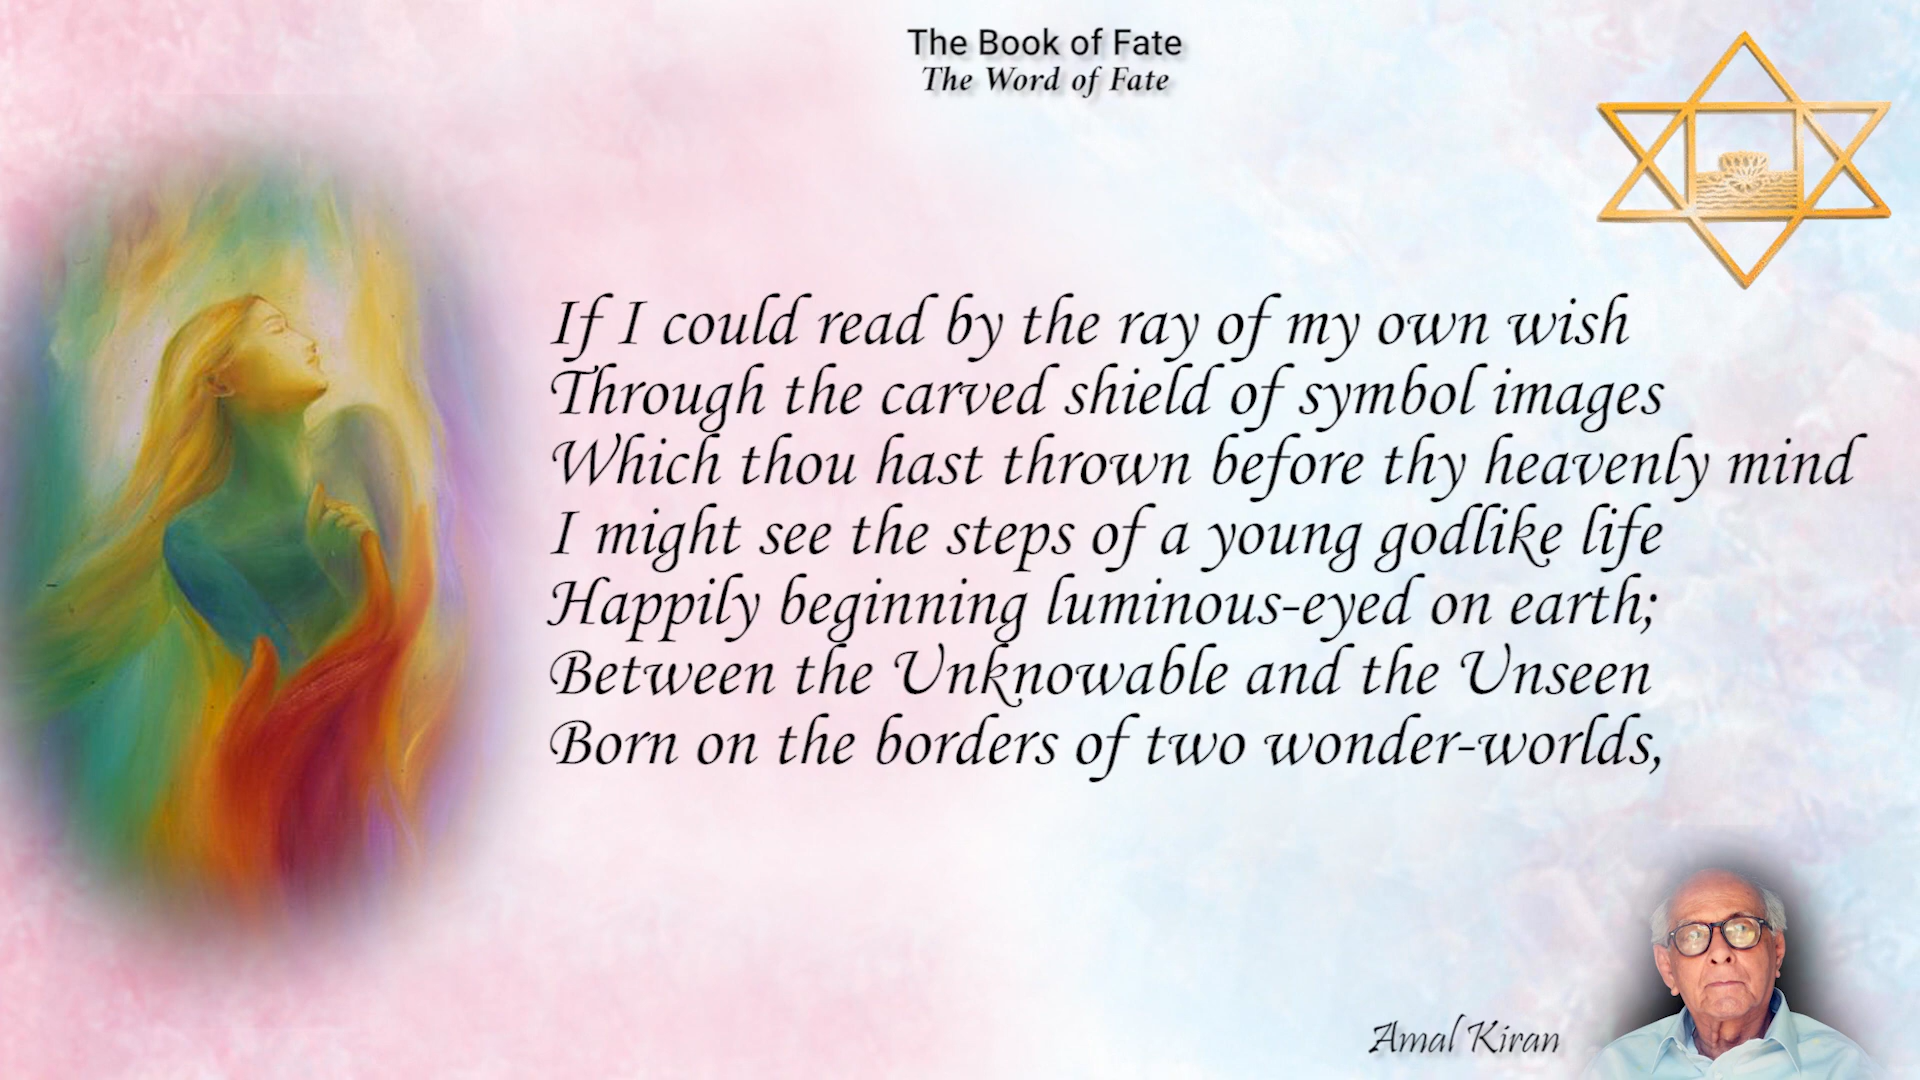 The Book of Fate
The Word of Fate
If I could read by the ray of my own wish
Through the carved shield of symbol images
Which thou hast thrown before thy heavenly mind
I might see the steps of a young godlike life
Happily beginning luminous-eyed on earth;
Between the Unknowable and the Unseen
Born on the borders of two wonder-worlds,
Amal Kiran